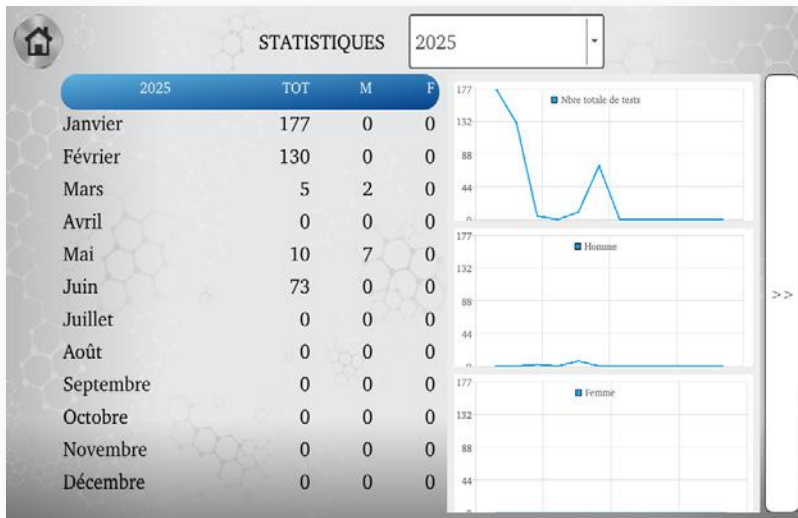 STATISTIQUES 2025
2025 TOT M F
Janvier 177 0 0
Février 130 0 0
Mars 5 2 0
Avril 0 0 0
Mai 10 7 0
Juin 73 0 0
Juillet 0 0 0
Août 0 0 0
Septembre 0 0 0
Octobre 0 0 0
Novembre 0 0 0
Décembre 0 0 0
Nbre totale de tests
177
132
88
44
0
Homme
177
132
88
44
0
Femme
177
132
88
44
0
>>